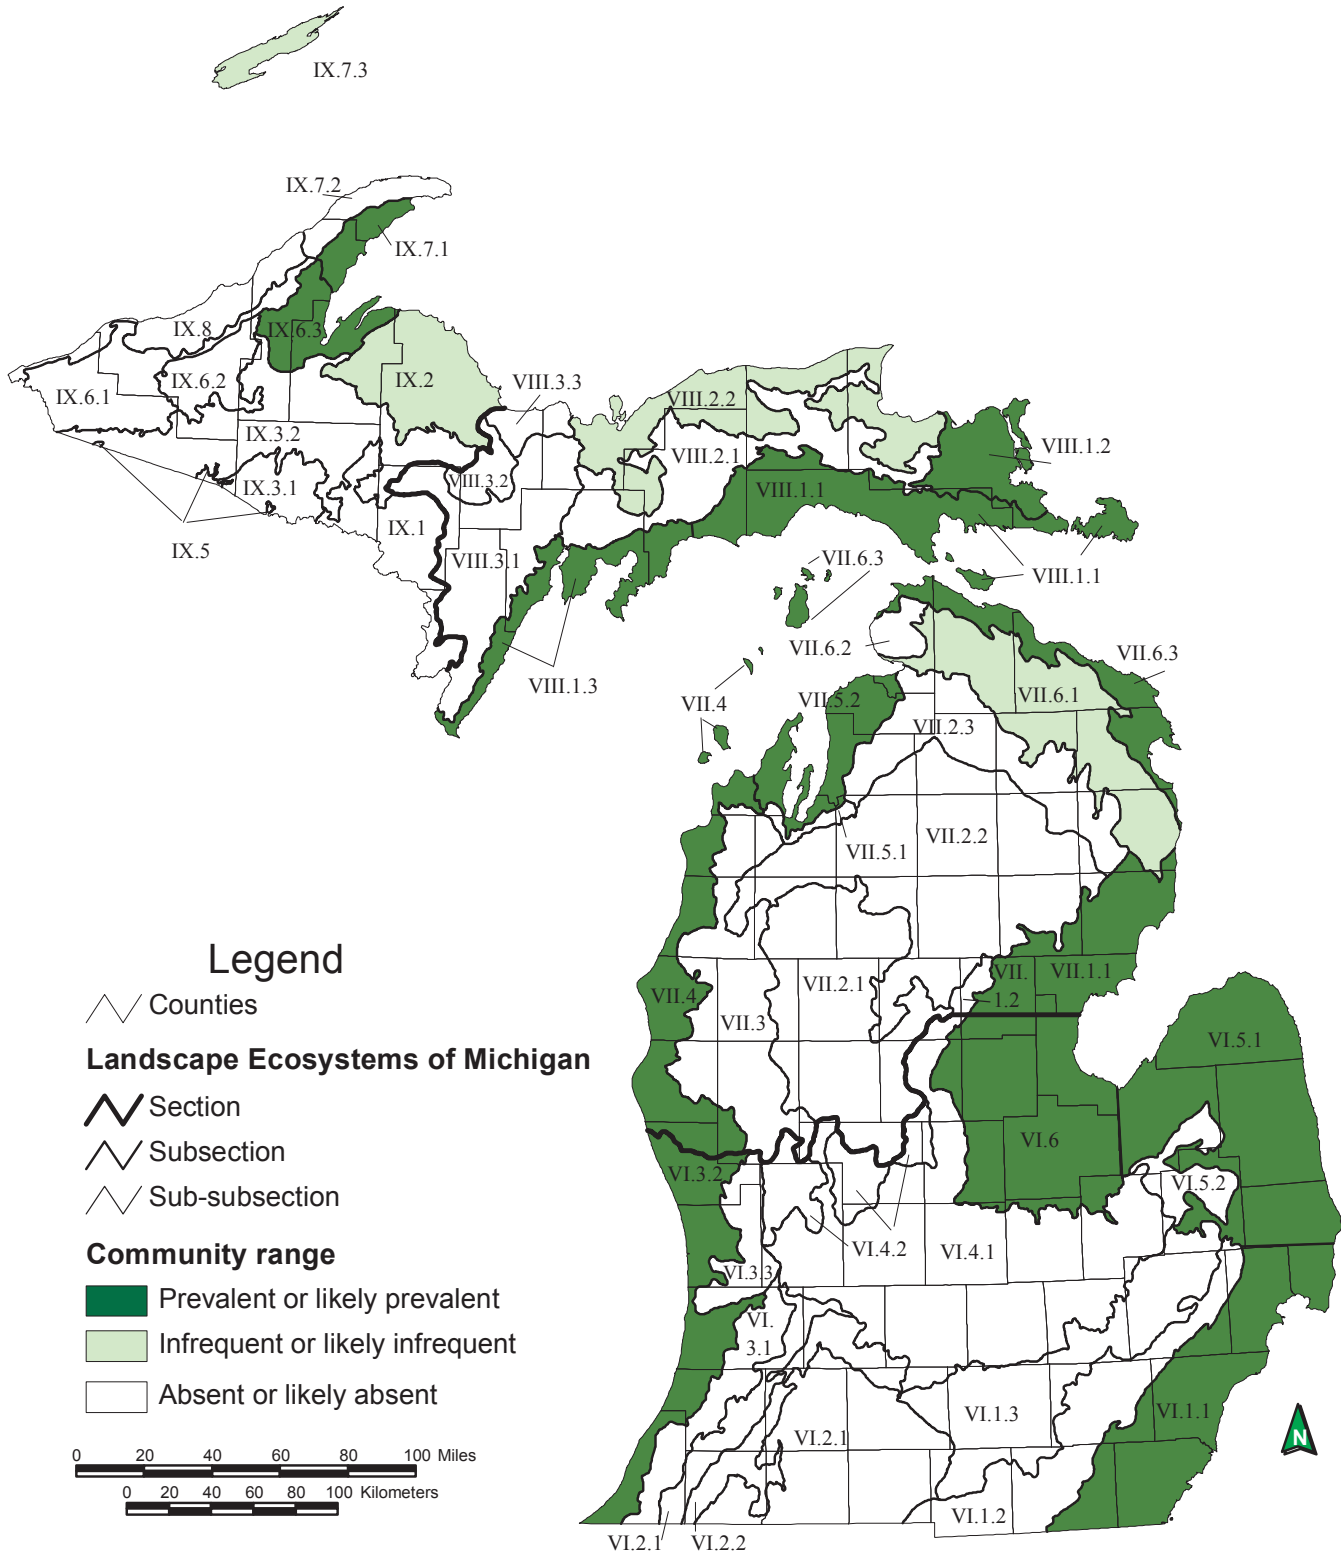 IX.7.3
IX.7.2
IX.7.1
IX.8
IX.6.3
IX.6.2
IX.6.1
IX.2
VIII.3.3
VIII.2.2
IX.3.2
VIII.2.1
VIII.1.2
VIII.3.2
IX.3.1
VIII.1.1
IX.1
IX.5
VIII.3.1
VII.6.3
VIII.1.1
VII.6.2
VII.6.3
VIII.1.3
VII.6.1
VII.4
VII.5.2
VII.2.3
VII.5.1
VII.2.2
Legend
Counties
Landscape Ecosystems of Michigan
Section
Subsection
Sub-subsection
Community range
Prevalent or likely prevalent
Infrequent or likely infrequent
Absent or likely absent
0 20 40 60 80 100 Miles
0 20 40 60 80 100 Kilometers
VII.4
VII.3
VII.2.1
VII.
1.2
VII.1.1
VI.5.1
VI.6
VI.3.2
VI.5.2
VI.4.2
VI.4.1
VI.3.3
VI.
3.1
VI.1.3
VI.1.1
VI.2.1
VI.1.2
VI.2.1
VI.2.2
N